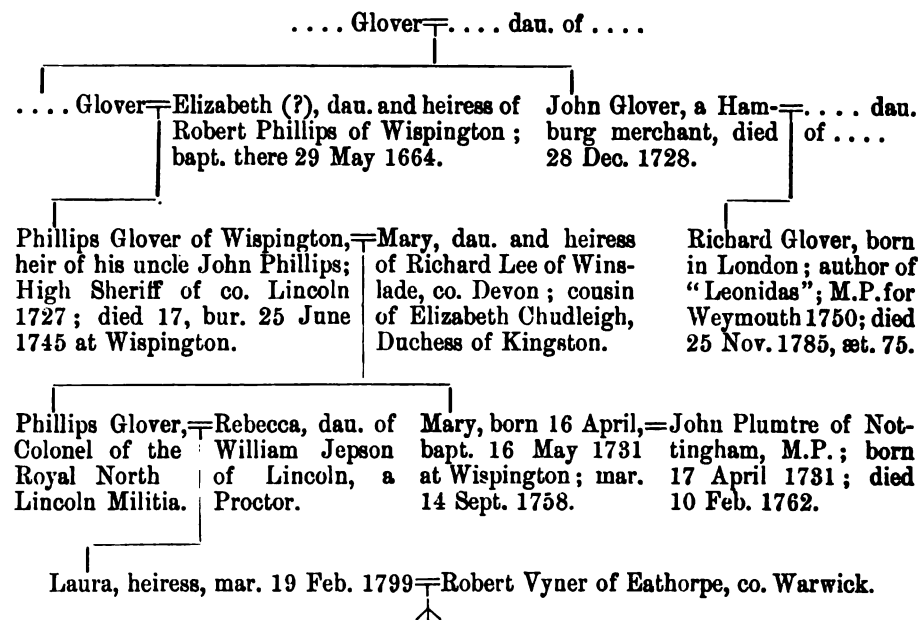 . . . . Glover=. . . . dau. of . . . .
. . . . Glover=Elizabeth (?), dau. and heiress of
Robert Phillips of Wispington ;
bapt. there 29 May 1664.
John Glover, a Ham-=. . . . dau.
burg merchant, died of . . . .
28 Dec. 1728.
Phillips Glover of Wispington,=
heir of his uncle John Phillips;
High Sheriff of co. Lincoln
1727 ; died 17, bur. 25 June
1745 at Wispington.
Mary, dau. and heiress
of Richard Lee of Wins-
lade, co. Devon ; cousin
of Elizabeth Chudleigh,
Duchess of Kingston.
Richard Glover, born
in London ; author of
“Leonidas”; M.P. for
Weymouth 1750; died
25 Nov. 1785, æt. 75.
Phillips Glover,=
Colonel of the
Royal North
Lincoln Militia.
Rebecca, dau. of
William Jepson
of Lincoln, a
Proctor.
Mary, born 16 April,=
bapt. 16 May 1731
at Wispington ; mar.
14 Sept. 1758.
John Plumtre of Not-
tingham, M.P. ; born
17 April 1731 ; died
10 Feb. 1762.
Laura, heiress, mar. 19 Feb. 1799=Robert Vyner of Eathorpe, co. Warwick.